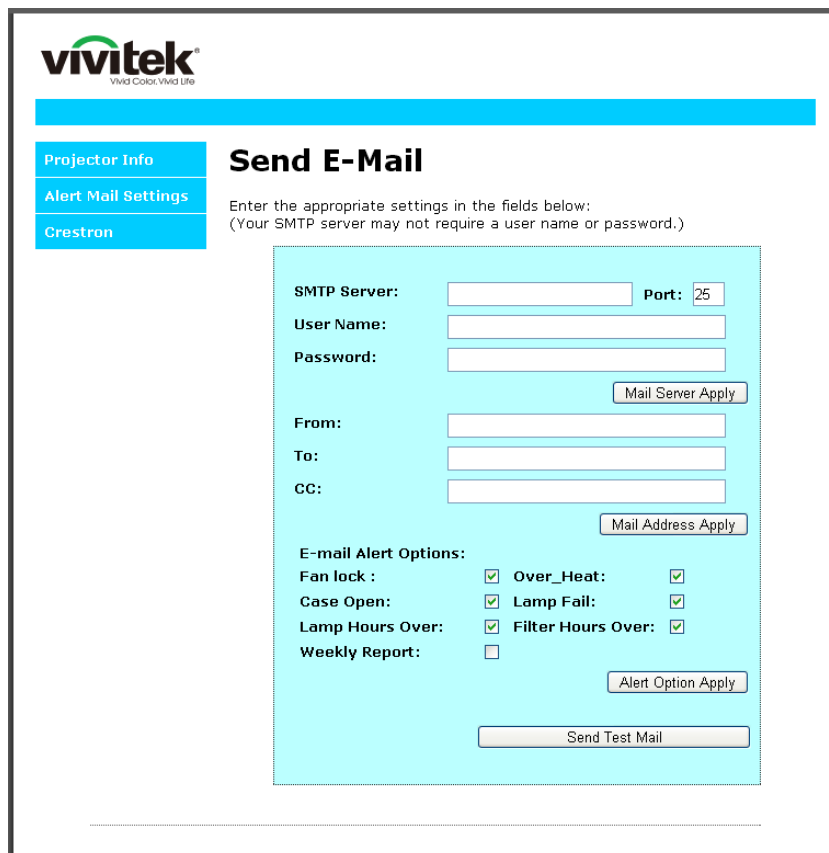 vivitek®
Vivid Color, Vivid Life
Projector Info
Alert Mail Settings
Crestron
Send E-Mail
Enter the appropriate settings in the fields below:
(Your SMTP server may not require a user name or password.)
SMTP Server: Port: 25
User Name:
Password:
Mail Server Apply
From:
To:
CC:
Mail Address Apply
E-mail Alert Options:
Fan lock : Over_Heat:
Case Open: Lamp Fail:
Lamp Hours Over: Filter Hours Over:
Weekly Report:
Alert Option Apply
Send Test Mail